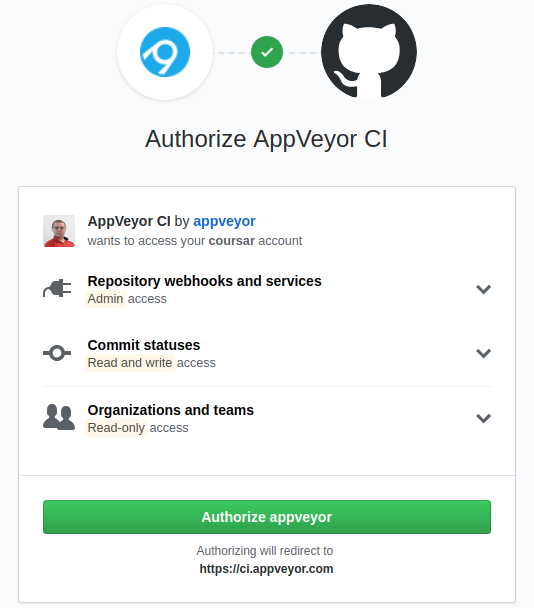 Authorize AppVeyor CI
AppVeyor CI by appveyor
wants to access your coursar account
Repository webhooks and services
Admin access
Commit statuses
Read and write access
Organizations and teams
Read-only access
Authorize appveyor
Authorizing will redirect to
https://ci.appveyor.com